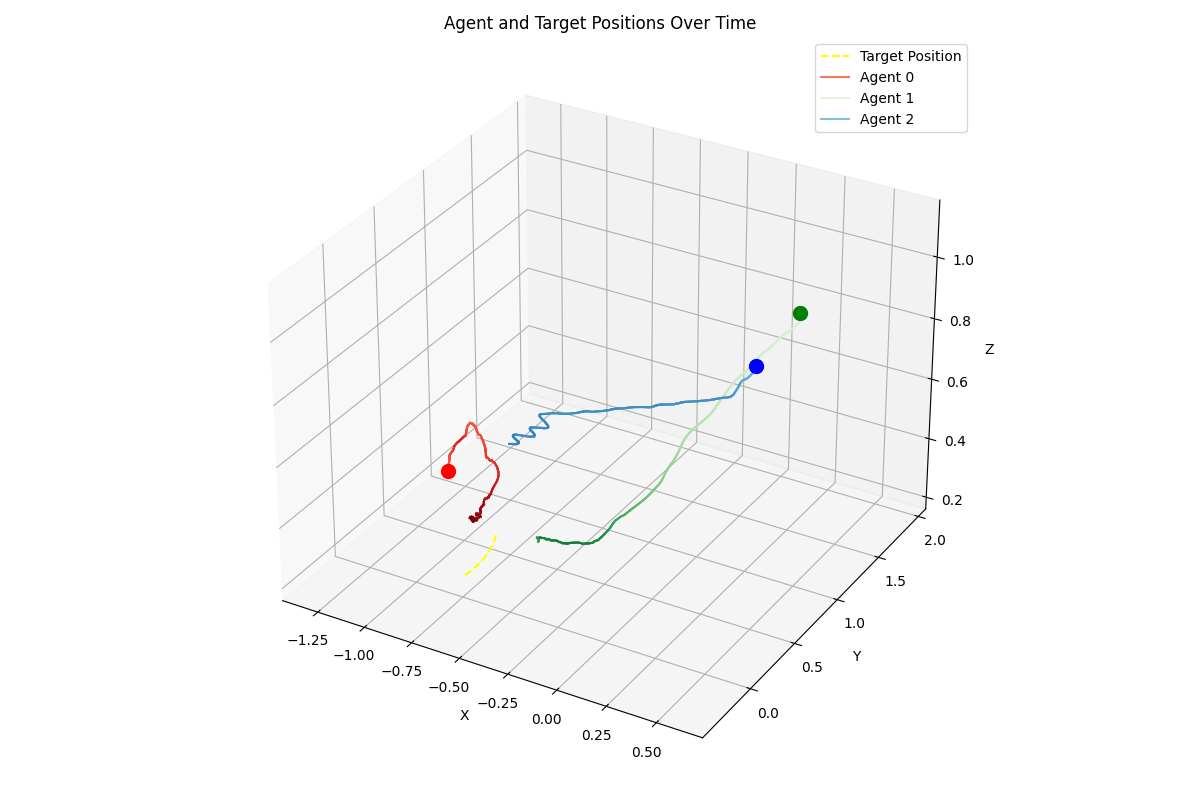 Agent and Target Positions Over Time
Target Position
Agent 0
Agent 1
Agent 2
1.0
0.8
Z
0.6
0.4
0.2
2.0
1.5
1.0
Y
0.5
0.0
−1.25
−1.00
−0.75
−0.50
X
−0.25
0.00
0.25
0.50